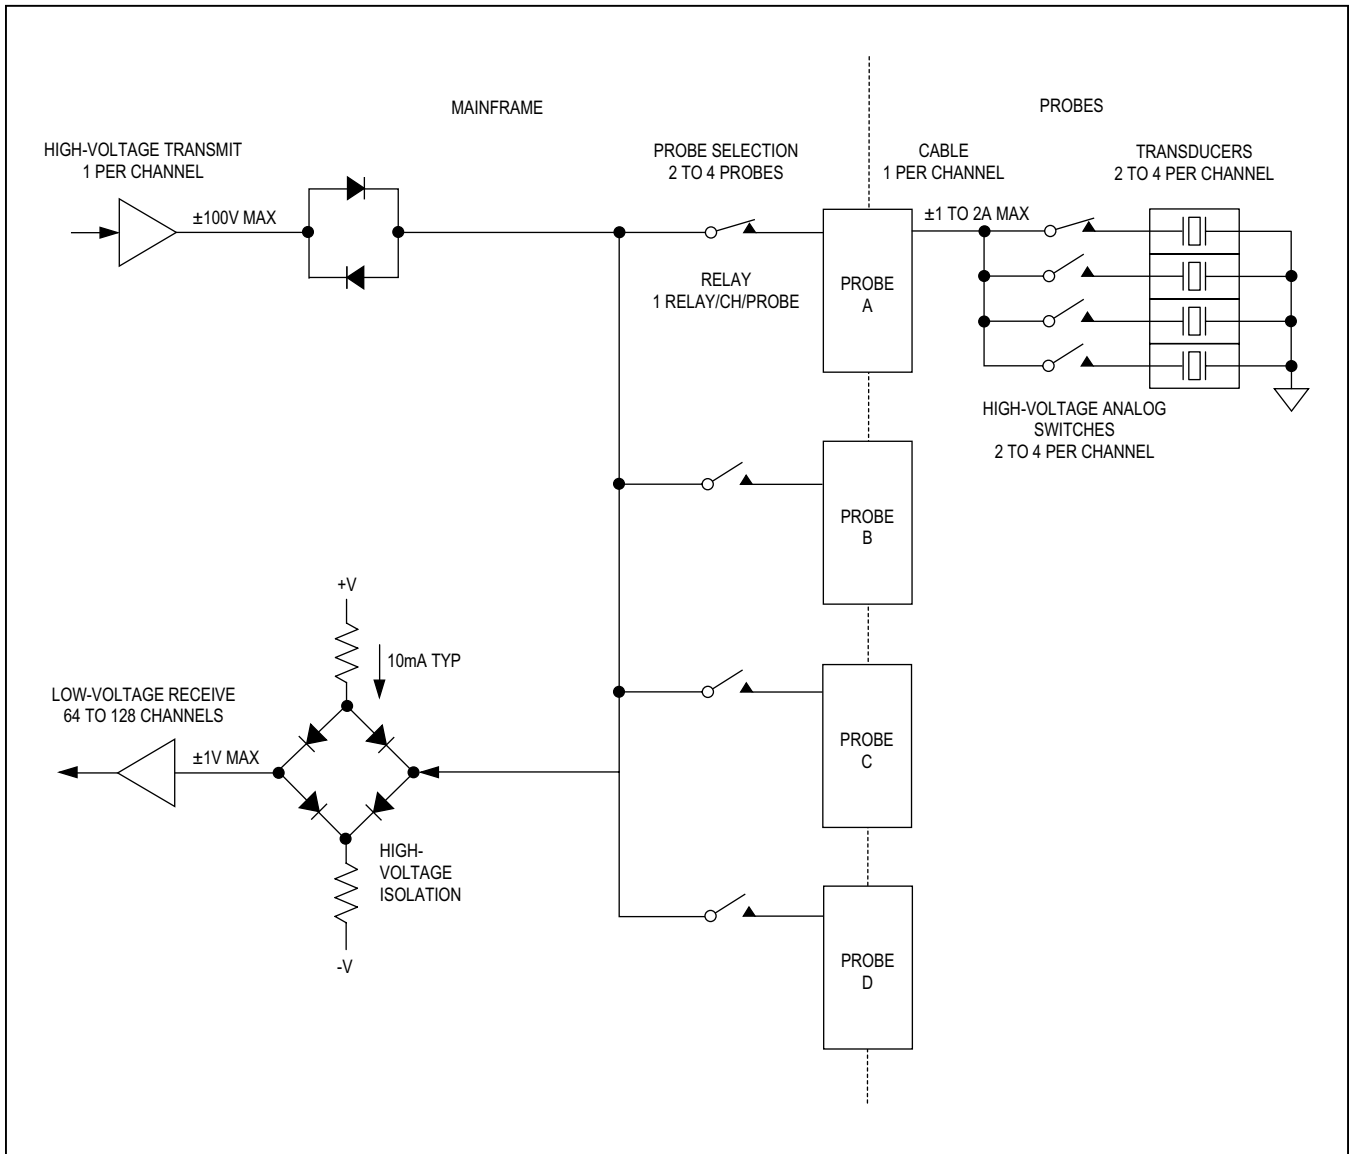 MAINFRAME
PROBES
HIGH-VOLTAGE TRANSMIT
1 PER CHANNEL
±100V MAX
PROBE SELECTION
2 TO 4 PROBES
CABLE
1 PER CHANNEL
TRANSDUCERS
2 TO 4 PER CHANNEL
±1 TO 2A MAX
RELAY
1 RELAY/CH/PROBE
PROBE
A
HIGH-VOLTAGE ANALOG
SWITCHES
2 TO 4 PER CHANNEL
PROBE
B
+V
10mA TYP
LOW-VOLTAGE RECEIVE
64 TO 128 CHANNELS
±1V MAX
PROBE
C
HIGH-
VOLTAGE
ISOLATION
-V
PROBE
D